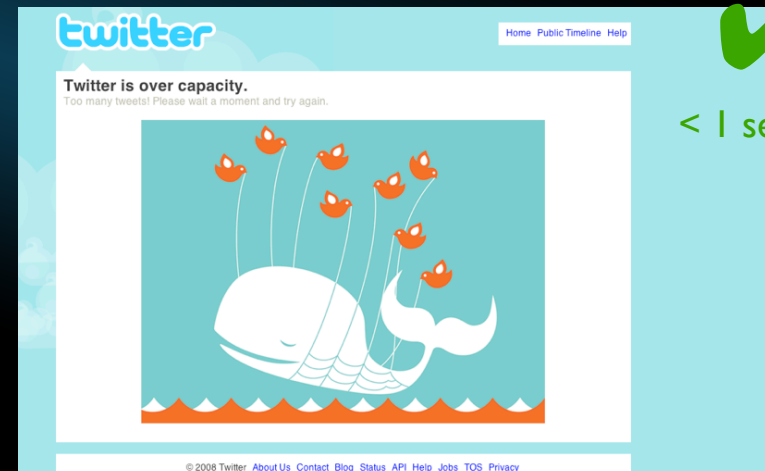 twitter
Home Public Timeline Help
Twitter is over capacity.
Too many tweets! Please wait a moment and try again.
< 1 se
© 2008 Twitter About Us Contact Blog Status API Help Jobs TOS Privacy